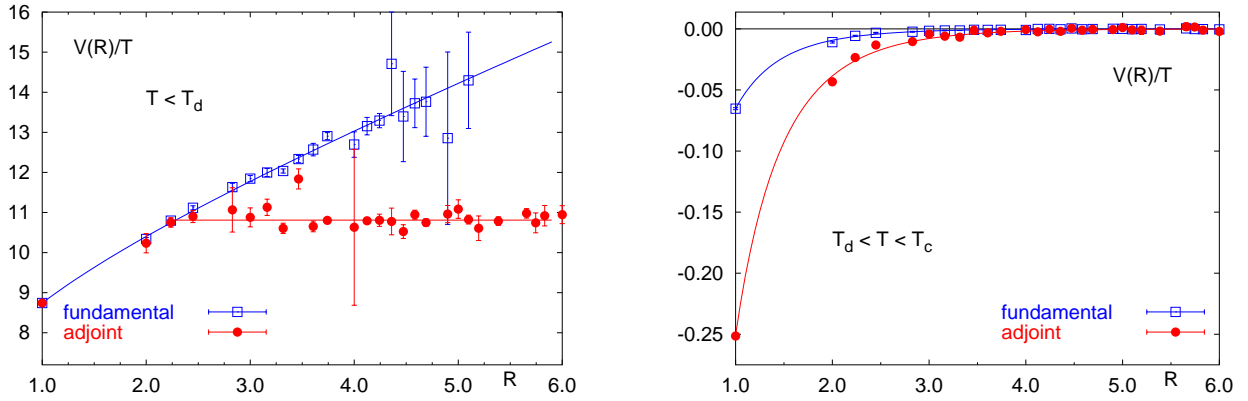 16
15
14
13
12
11
10
9
8
V(R)/T
T < T_d
fundamental
adjoint
1.0 2.0 3.0 4.0 5.0 R 6.0
0.00
-0.05
-0.10
-0.15
-0.20
-0.25
V(R)/T
T_d < T < T_c
fundamental
adjoint
1.0 2.0 3.0 4.0 5.0 R 6.0